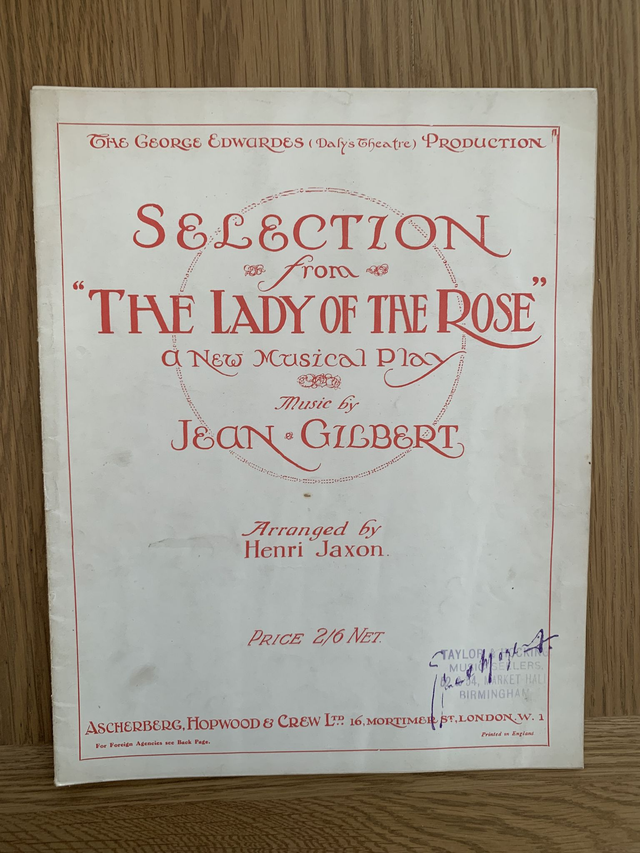 THE GEORGE EDWARDES (Dalys Theatre) PRODUCTION
SELECTION
from
“THE LADY OF THE ROSE”
A NEW MUSICAL PLAY
Music by
JEAN GILBERT
Arranged by
Henri Jaxon.
PRICE 2/6 NET.
TAYLOR &
MUSIC SELLERS,
MARKET HALL
BIRMINGHAM
ASCHERBERG, HOPWOOD & CREW LTD. 16, MORTIMER ST, LONDON. W. 1
For Foreign Agencies see Back Page.
Printed in England